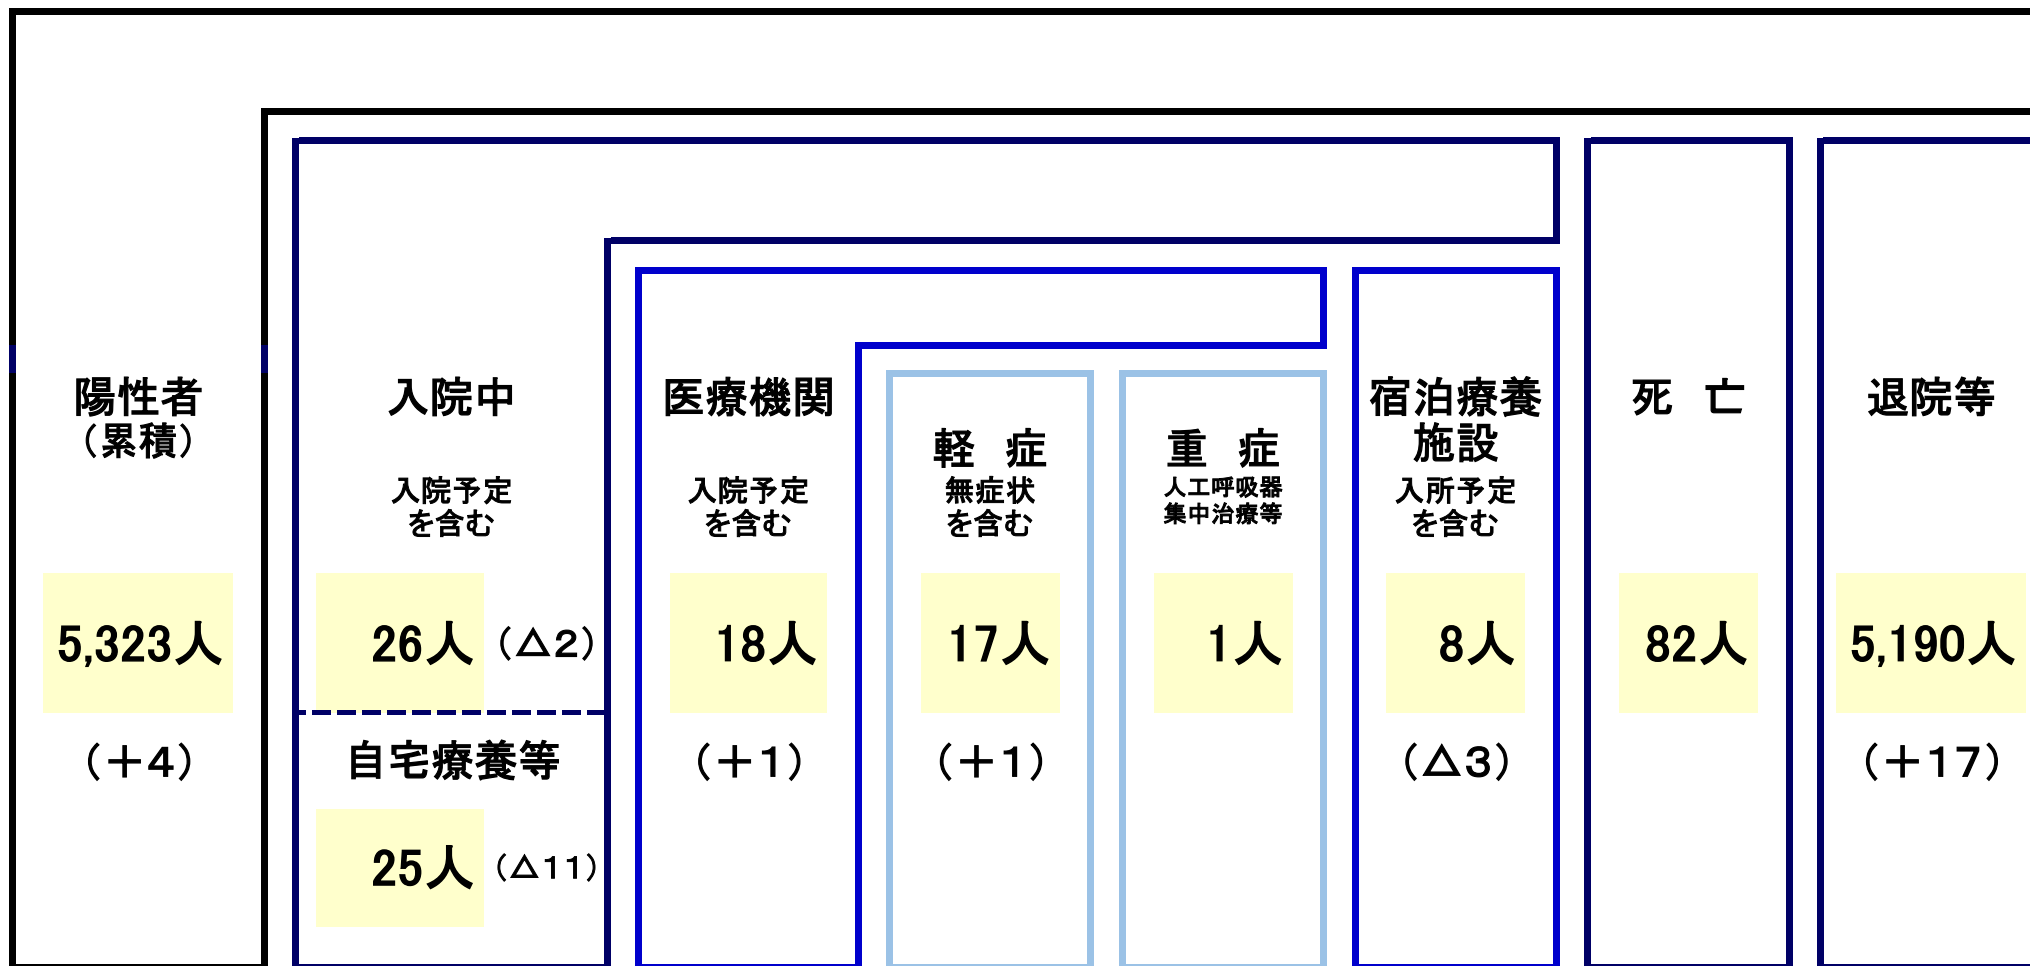 陽性者
（累積）
5,323人
（＋4）
入院中
入院予定
を含む
26人（△2）
自宅療養等
25人（△11）
医療機関
入院予定
を含む
18人
（＋1）
軽　症
無症状
を含む
17人
（＋1）
重　症
人工呼吸器
集中治療等
1人
宿泊療養
施設
入所予定
を含む
8人
（△3）
死　亡
82人
退院等
5,190人
（＋17）